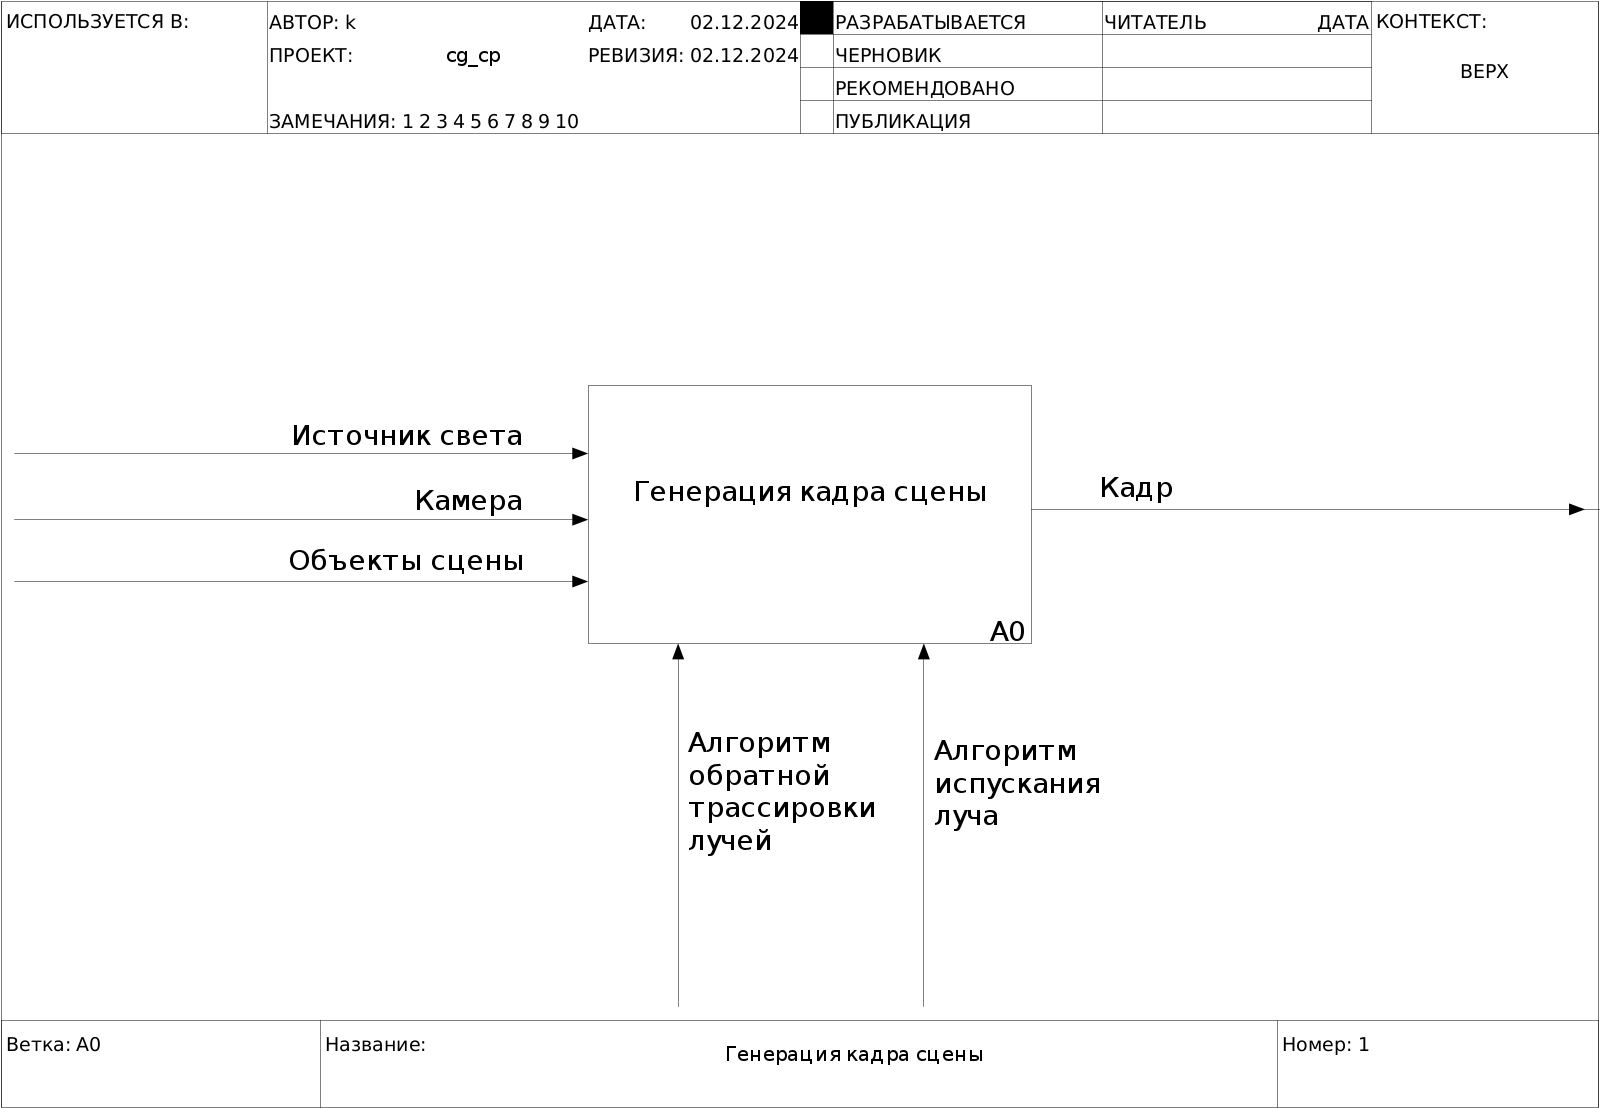 ИСПОЛЬЗУЕТСЯ В:
АВТОР: k
ДАТА: 02.12.2024
ПРОЕКТ: cg_cp
РЕВИЗИЯ: 02.12.2024
ЗАМЕЧАНИЯ: 1 2 3 4 5 6 7 8 9 10
РАЗРАБАТЫВАЕТСЯ
ЧЕРНОВИК
РЕКОМЕНДОВАНО
ПУБЛИКАЦИЯ
ЧИТАТЕЛЬ ДАТА
КОНТЕКСТ:
ВЕРХ
Источник света
Камера
Объекты сцены
Генерация кадра сцены
A0
Кадр
Алгоритм
обратной
трассировки
лучей
Алгоритм
испускания
луча
Ветка: A0
Название:
Генерация кадра сцены
Номер: 1